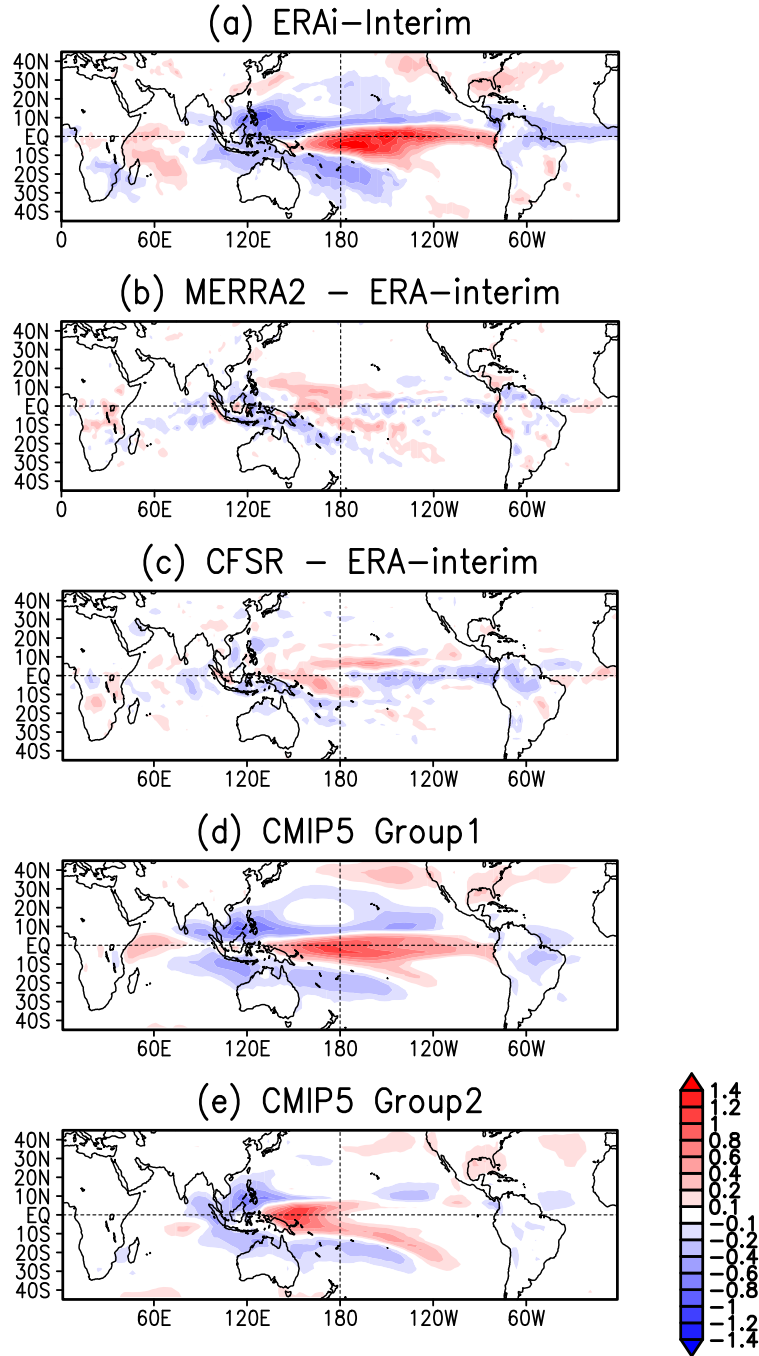 (a) ERAi-Interim
40N
30N
20N
10N
EQ
10S
20S
30S
40S
0 60E 120E 180 120W 60W
(b) MERRA2 - ERA-interim
40N
30N
20N
10N
EQ
10S
20S
30S
40S
0 60E 120E 180 120W 60W
(c) CFSR - ERA-interim
40N
30N
20N
10N
EQ
10S
20S
30S
40S
60E 120E 180 120W 60W
(d) CMIP5 Group1
40N
30N
20N
10N
EQ
10S
20S
30S
40S
60E 120E 180 120W 60W
(e) CMIP5 Group2
40N
30N
20N
10N
EQ
10S
20S
30S
40S
60E 120E 180 120W 60W
1.4
1.2
1
0.8
0.6
0.4
0.2
0.1
-0.1
-0.2
-0.4
-0.6
-0.8
-1
-1.2
-1.4